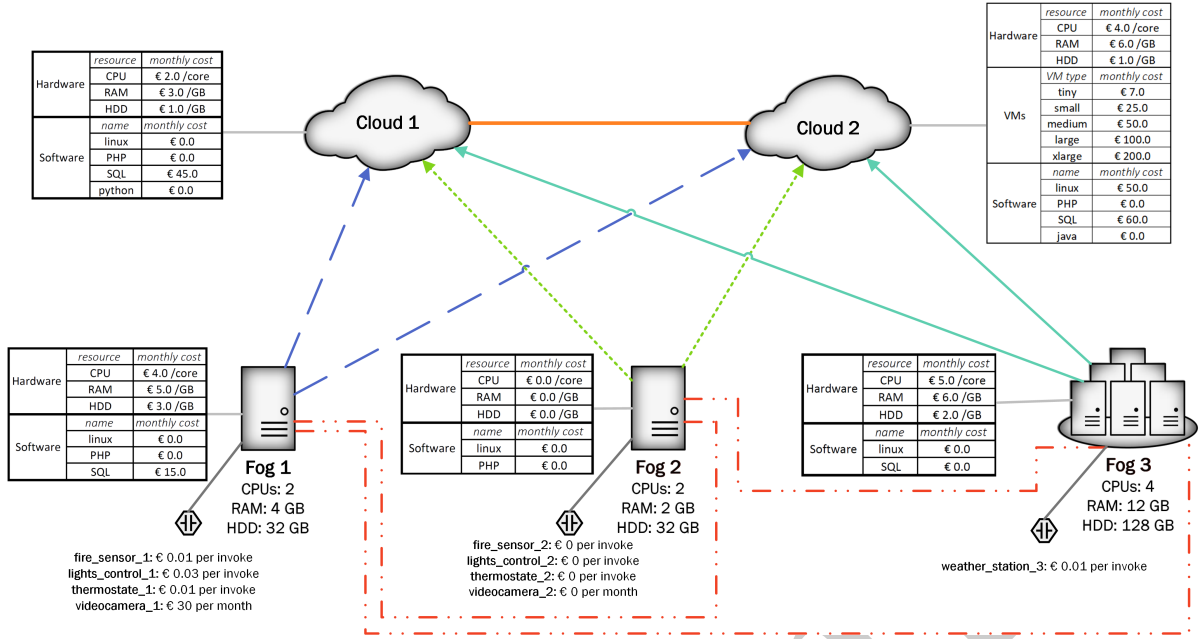 resource monthly cost
Hardware
CPU € 4.0 /core
RAM € 6.0 /GB
HDD € 1.0 /GB
VM type monthly cost
tiny € 7.0
small € 25.0
VMs
medium € 50.0
large € 100.0
xlarge € 200.0
name monthly cost
linux € 50.0
Software
PHP € 0.0
SQL € 60.0
java € 0.0
resource monthly cost
Hardware
CPU € 2.0 /core
RAM € 3.0 /GB
HDD € 1.0 /GB
name monthly cost
linux € 0.0
Software
PHP € 0.0
SQL € 45.0
python € 0.0
Cloud 1
Cloud 2
resource monthly cost
Hardware
CPU € 4.0 /core
RAM € 5.0 /GB
HDD € 3.0 /GB
name monthly cost
Software
linux € 0.0
PHP € 0.0
SQL € 15.0
Fog 1
CPUs: 2
RAM: 4 GB
HDD: 32 GB
fire_sensor_1: € 0.01 per invoke
lights_control_1: € 0.03 per invoke
thermostate_1: € 0.01 per invoke
videocamera_1: € 30 per month
resource monthly cost
Hardware
CPU € 0.0 /core
RAM € 0.0 /GB
HDD € 0.0 /GB
name monthly cost
Software
linux € 0.0
PHP € 0.0
Fog 2
CPUs: 2
RAM: 2 GB
HDD: 32 GB
fire_sensor_2: € 0 per invoke
lights_control_2: € 0 per invoke
thermostate_2: € 0 per invoke
videocamera_2: € 0 per month
resource monthly cost
Hardware
CPU € 5.0 /core
RAM € 6.0 /GB
HDD € 2.0 /GB
name monthly cost
Software
linux € 0.0
SQL € 0.0
Fog 3
CPUs: 4
RAM: 12 GB
HDD: 128 GB
weather_station_3: € 0.01 per invoke